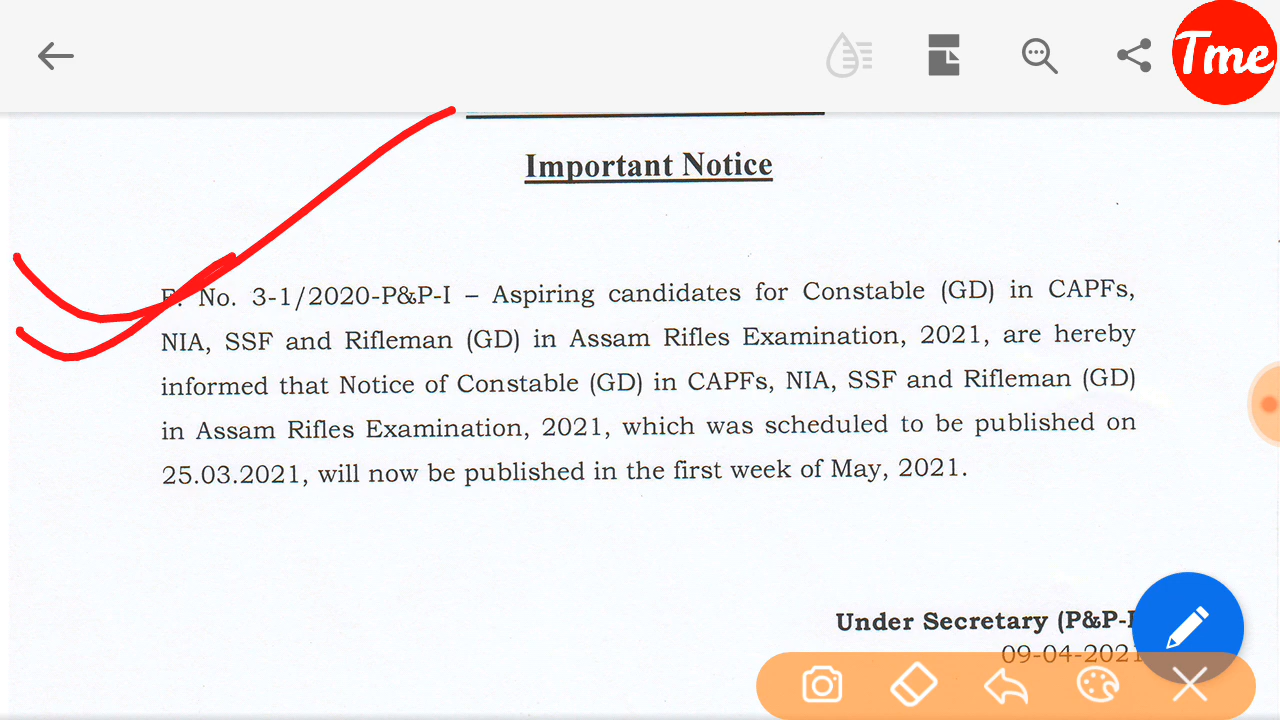 Tme
Important Notice
F. No. 3-1/2020-P&P-I – Aspiring candidates for Constable (GD) in CAPFs,
NIA, SSF and Rifleman (GD) in Assam Rifles Examination, 2021, are hereby
informed that Notice of Constable (GD) in CAPFs, NIA, SSF and Rifleman (GD)
in Assam Rifles Examination, 2021, which was scheduled to be published on
25.03.2021, will now be published in the first week of May, 2021.
Under Secretary (P&P-I
09-04-2021